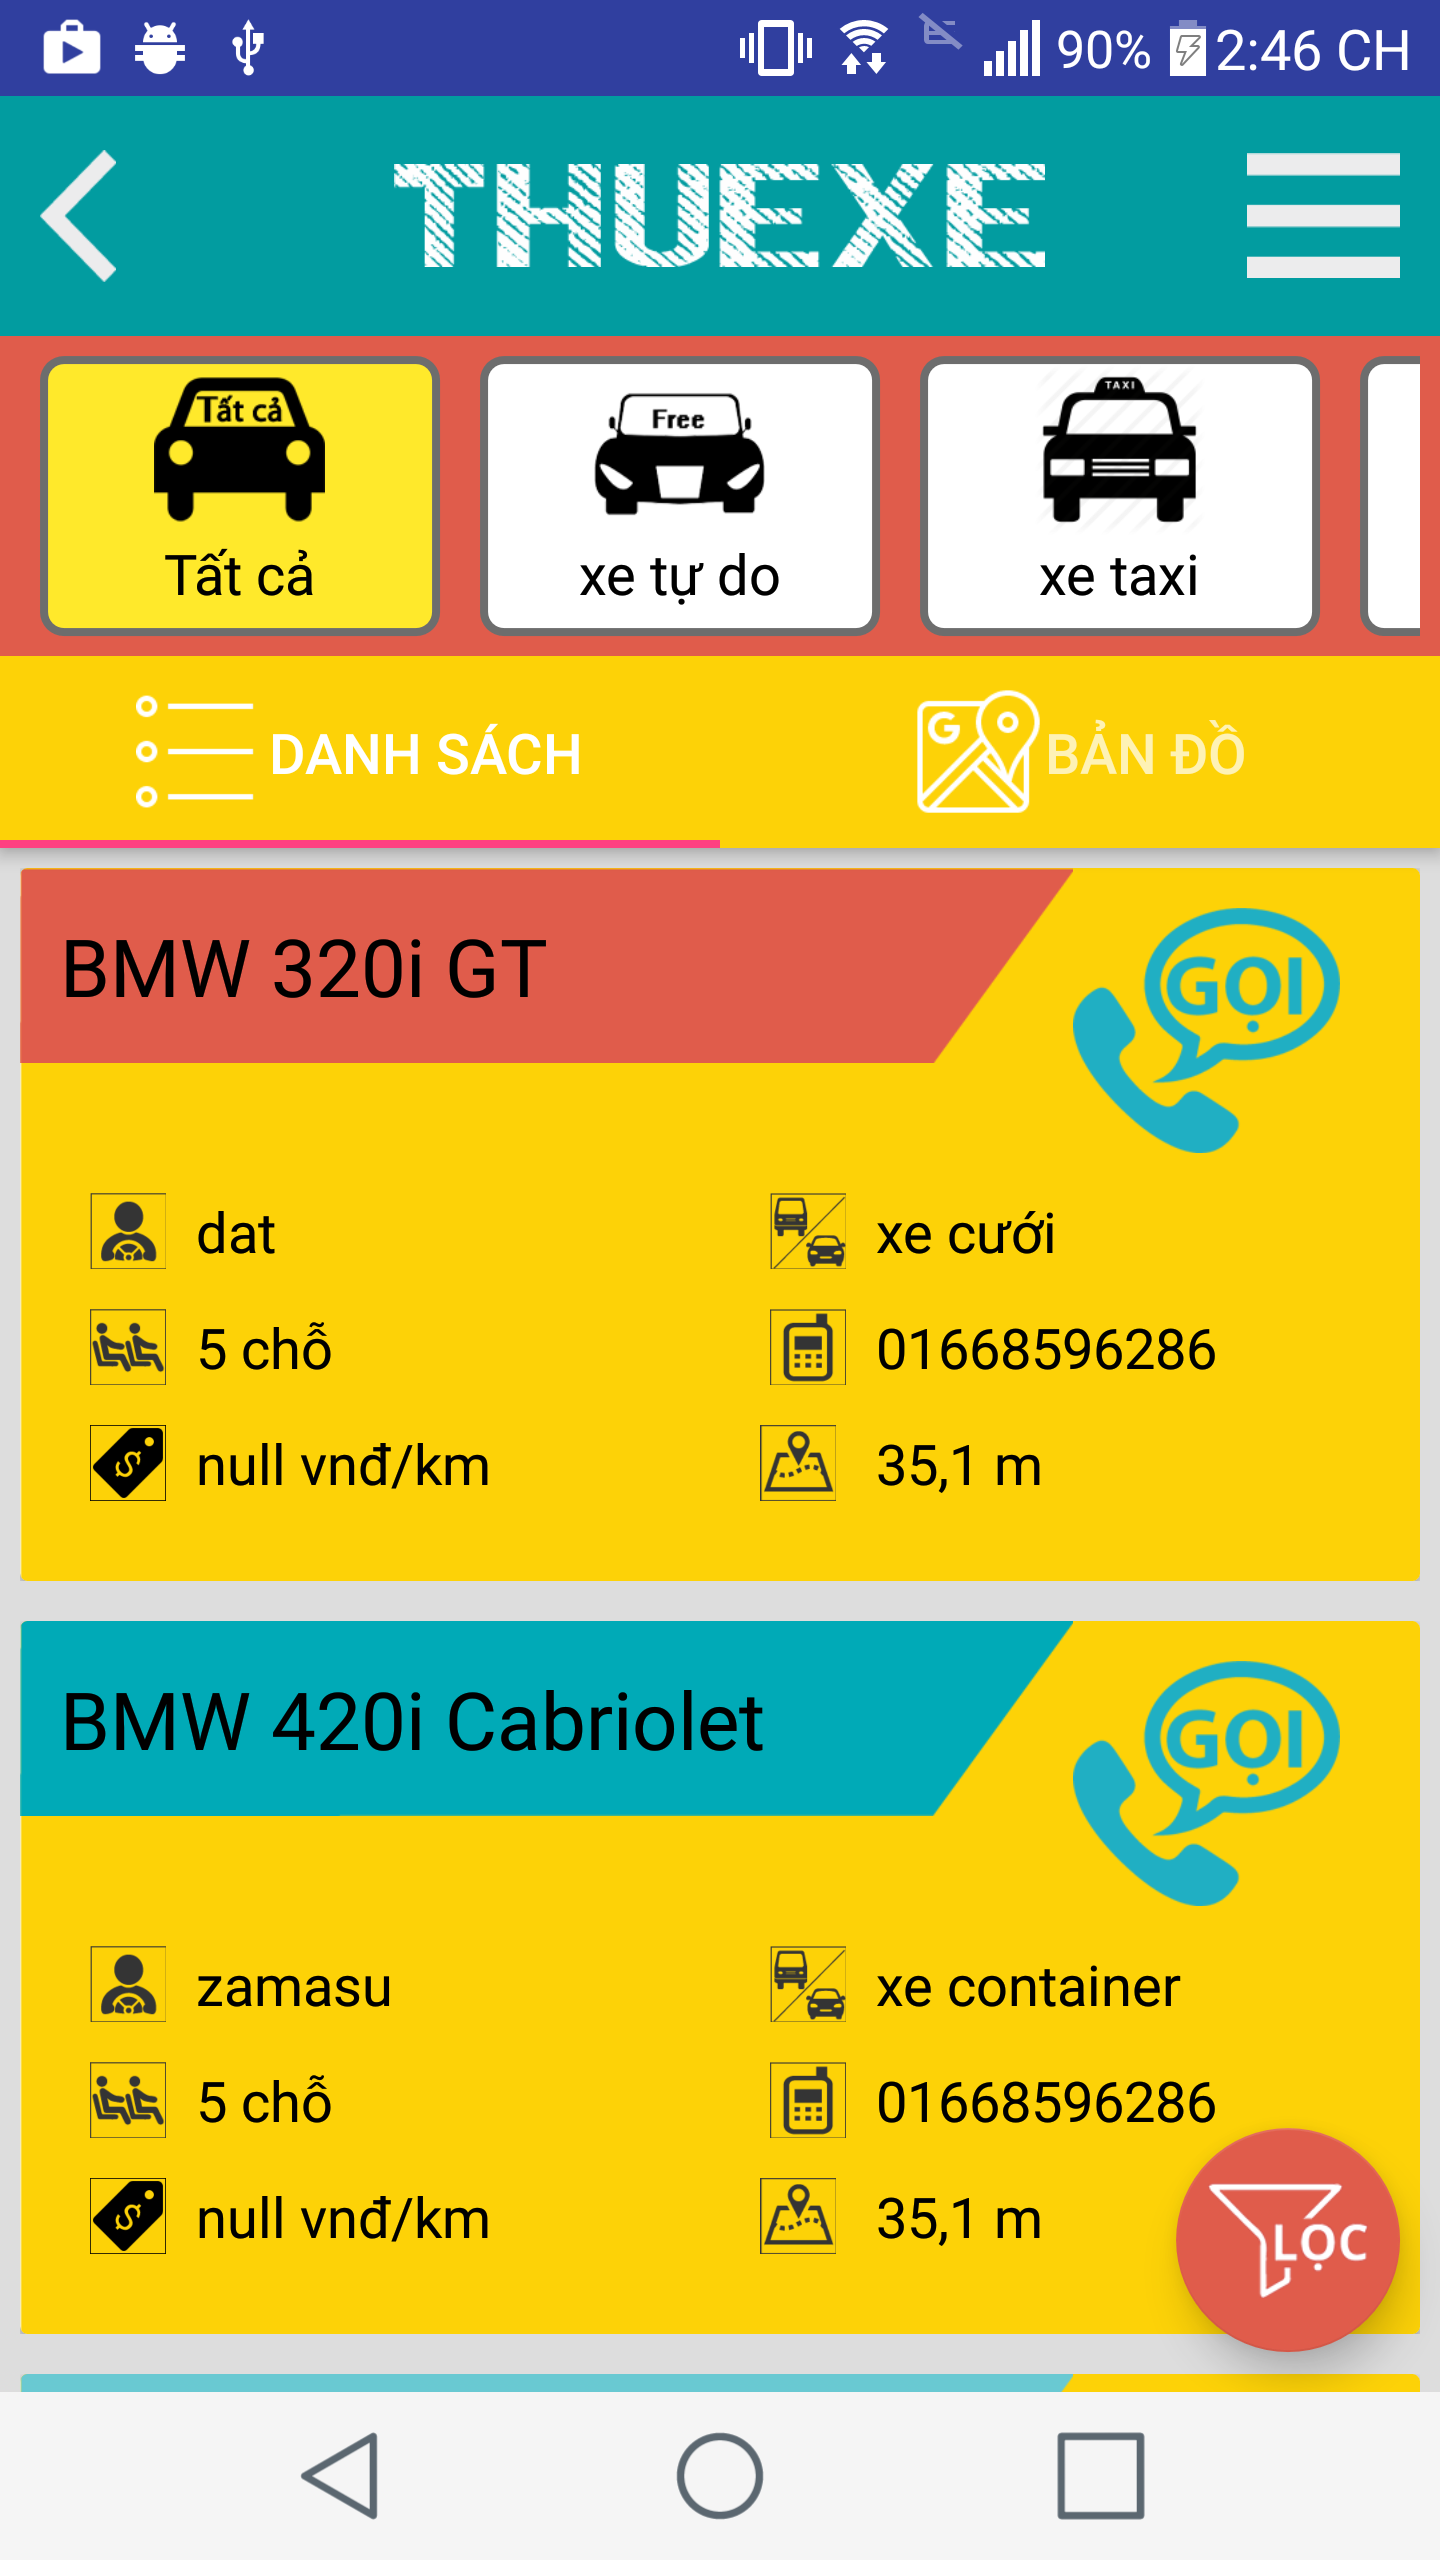 90% 2:46 CH
THUEXE
Tất cả
Free
TAXI
Tất cả
xe tự do
xe taxi
DANH SÁCH
G
BẢN ĐỒ
BMW 320i GT
GỌI
dat
xe cưới
5 chỗ
01668596286
$
null vnđ/km
35,1 m
BMW 420i Cabriolet
GỌI
zamasu
xe container
5 chỗ
01668596286
$
null vnđ/km
35,1 m
LỌC